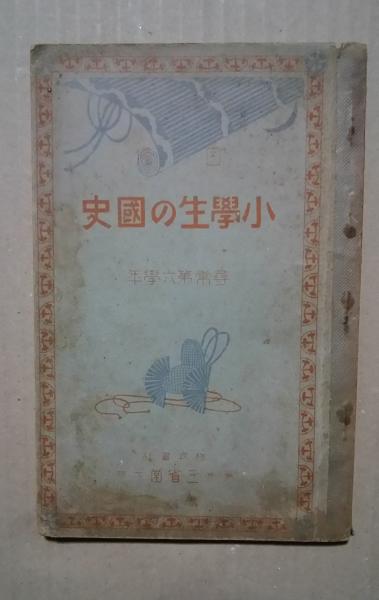 小學生の國史
尋常第六學年
三省堂